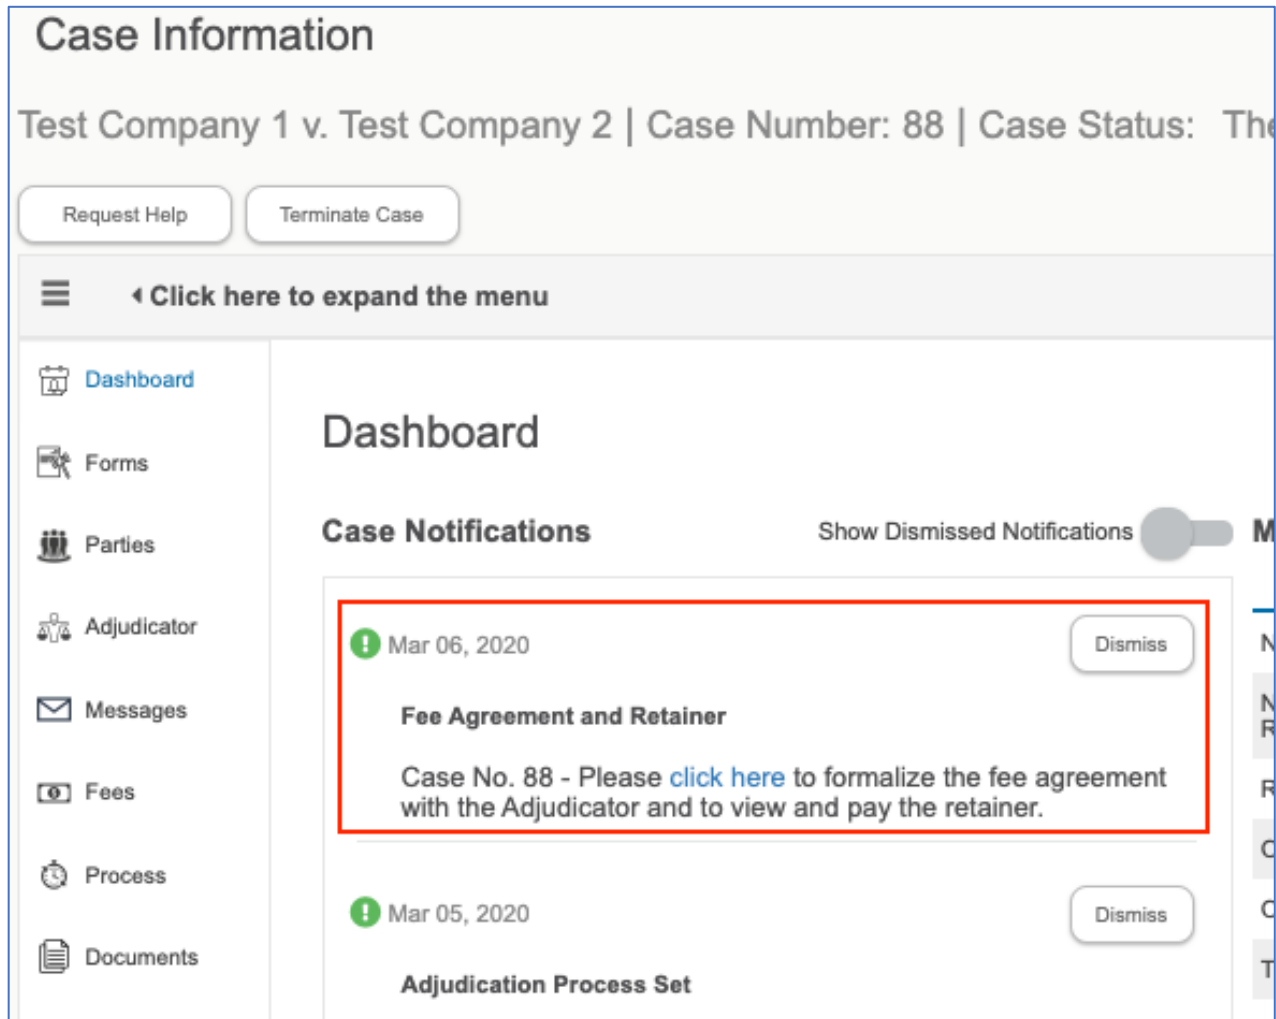 Case Information
Test Company 1 v. Test Company 2 | Case Number: 88 | Case Status:
Request Help
Terminate Case
Click here to expand the menu
Dashboard
Forms
Parties
Adjudicator
Messages
Fees
Process
Documents
Dashboard
Case Notifications
Show Dismissed Notifications
Mar 06, 2020
Dismiss
Fee Agreement and Retainer
Case No. 88 - Please click here to formalize the fee agreement
with the Adjudicator and to view and pay the retainer.
Mar 05, 2020
Dismiss
Adjudication Process Set